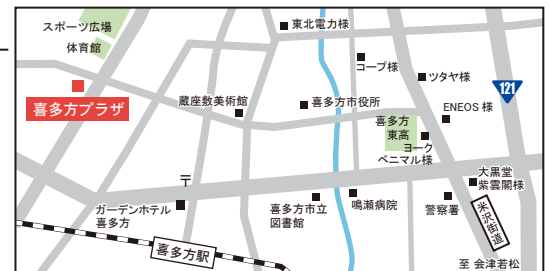 スポーツ広場
体育館
東北電力様
コープ様
ツタヤ様
121
喜多方プラザ
蔵座敷美術館
喜多方市役所
ENEOS 様
喜多方
東高
ヨーク
ベニマル様
〒
大黒堂
紫雲閣様
ガーデンホテル
喜多方
喜多方市立
図書館
鳴瀬病院
警察署
米沢街道
喜多方駅
至 会津若松